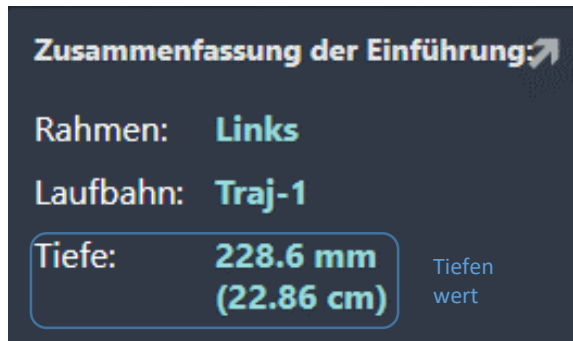 Zusammenfassung der Einführung:
Rahmen: Links
Laufbahn: Traj-1
Tiefe: 228.6 mm
(22.86 cm)
Tiefen
wert